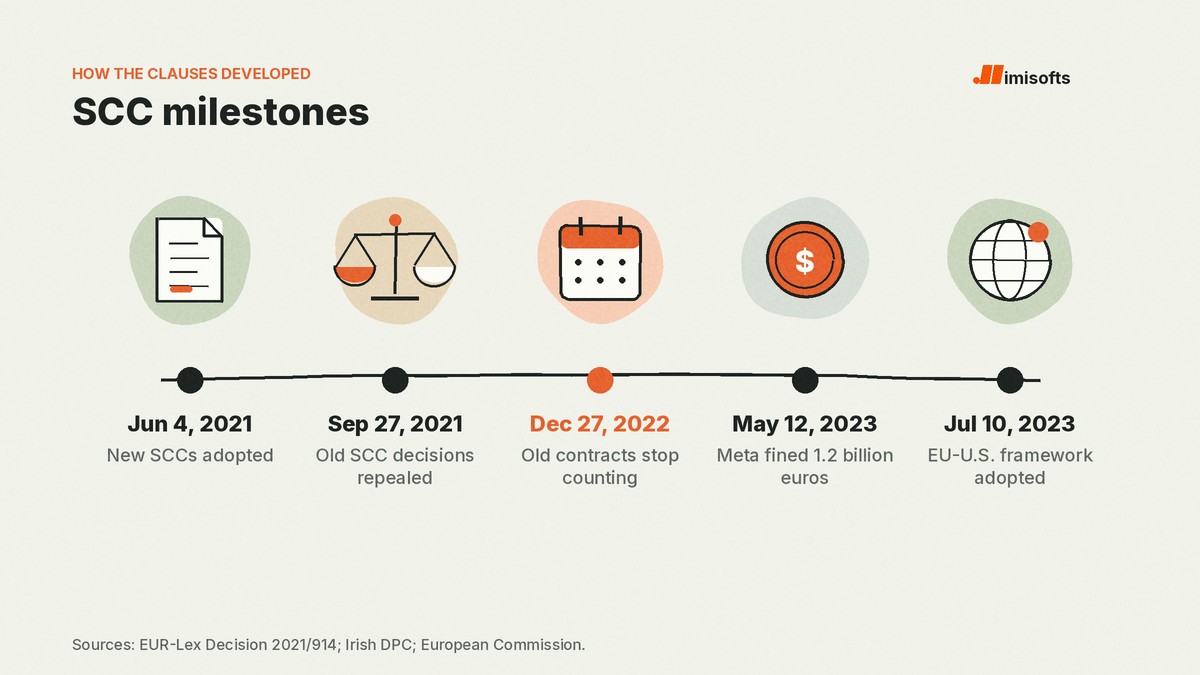 HOW THE CLAUSES DEVELOPED
SCC milestones
imisofts
$
Jun 4, 2021
New SCCs adopted
Sep 27, 2021
Old SCC decisions
repealed
Dec 27, 2022
Old contracts stop
counting
May 12, 2023
Meta fined 1.2 billion
euros
Jul 10, 2023
EU-U.S. framework
adopted
Sources: EUR-Lex Decision 2021/914; Irish DPC; European Commission.